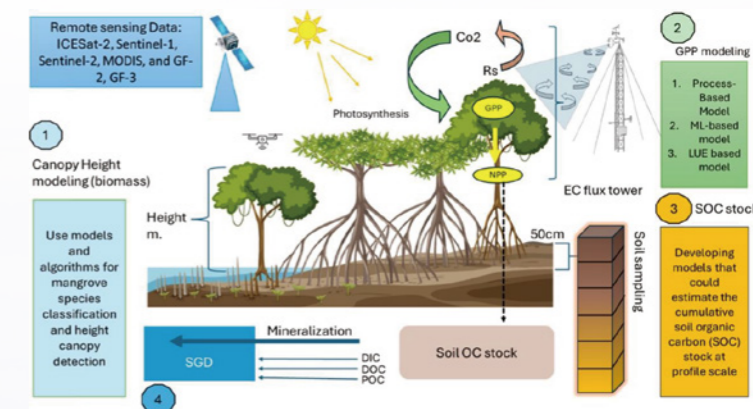 Remote sensing Data:
ICESat-2, Sentinel-1,
Sentinel-2, MODIS, and GF-
2, GF-3
Co2
Rs
Photosynthesis
GPP
NPP
EC flux tower
2
GPP modeling
1. Process-
Based
Model
2. ML-based
model
3. LUE based
model
1
Canopy Height
modeling (biomass)
Use models
and
algorithms for
mangrove
species
classification
and height
canopy
detection
Height
m.
50cm
Soil sampling
3
SOC stock
Developing
models that
could
estimate the
cumulative
soil organic
carbon (SOC)
stock at
profile scale
Mineralization
SGD
DIC
DOC
POC
Soil OC stock
4